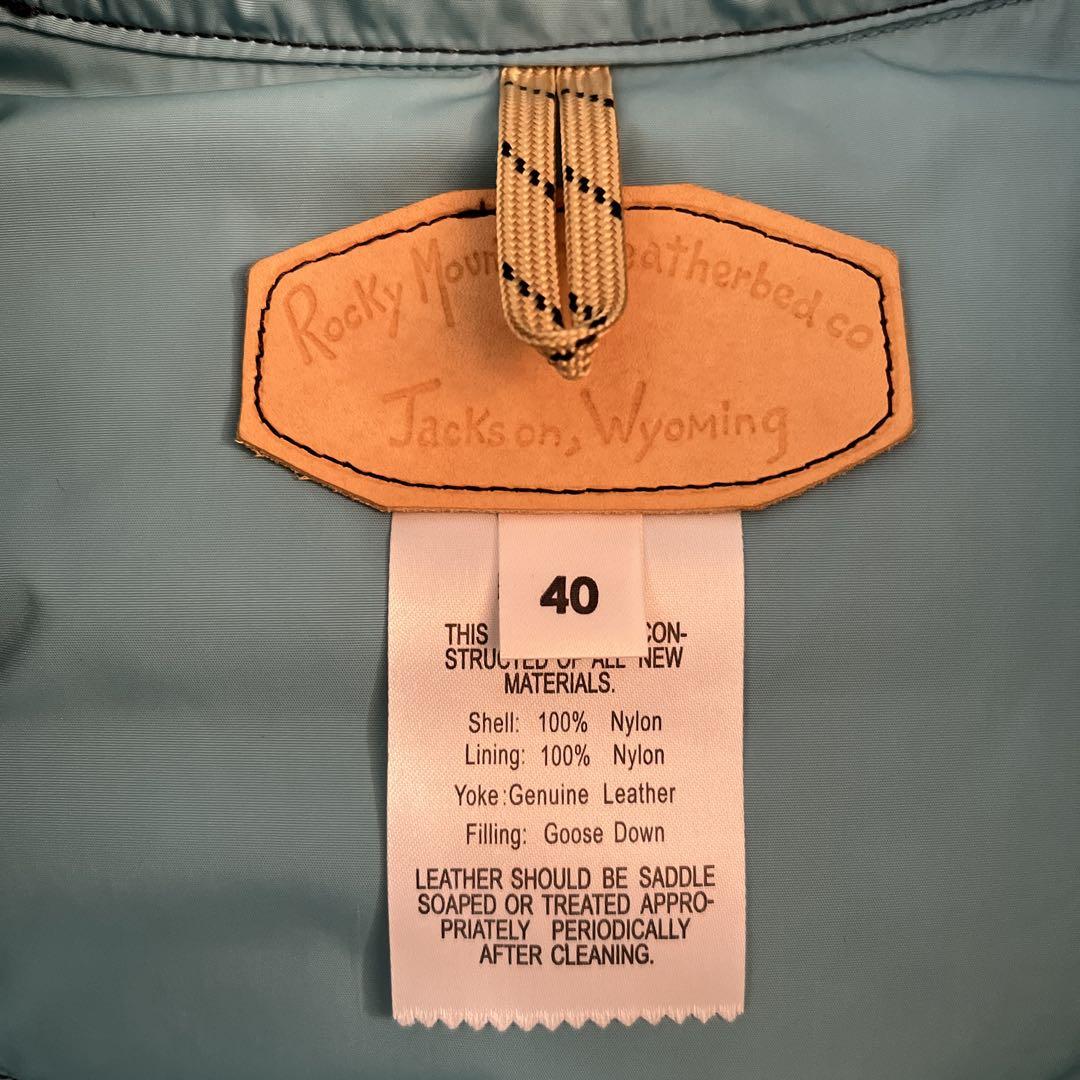 Rocky Moun eatherbed co
Jackson, Wyoming
40
THIS CON-
STRUCTED OF ALL NEW
MATERIALS.
Shell: 100% Nylon
Lining: 100% Nylon
Yoke:Genuine Leather
Filling: Goose Down
LEATHER SHOULD BE SADDLE
SOAPED OR TREATED APPRO-
PRIATELY PERIODICALLY
AFTER CLEANING.